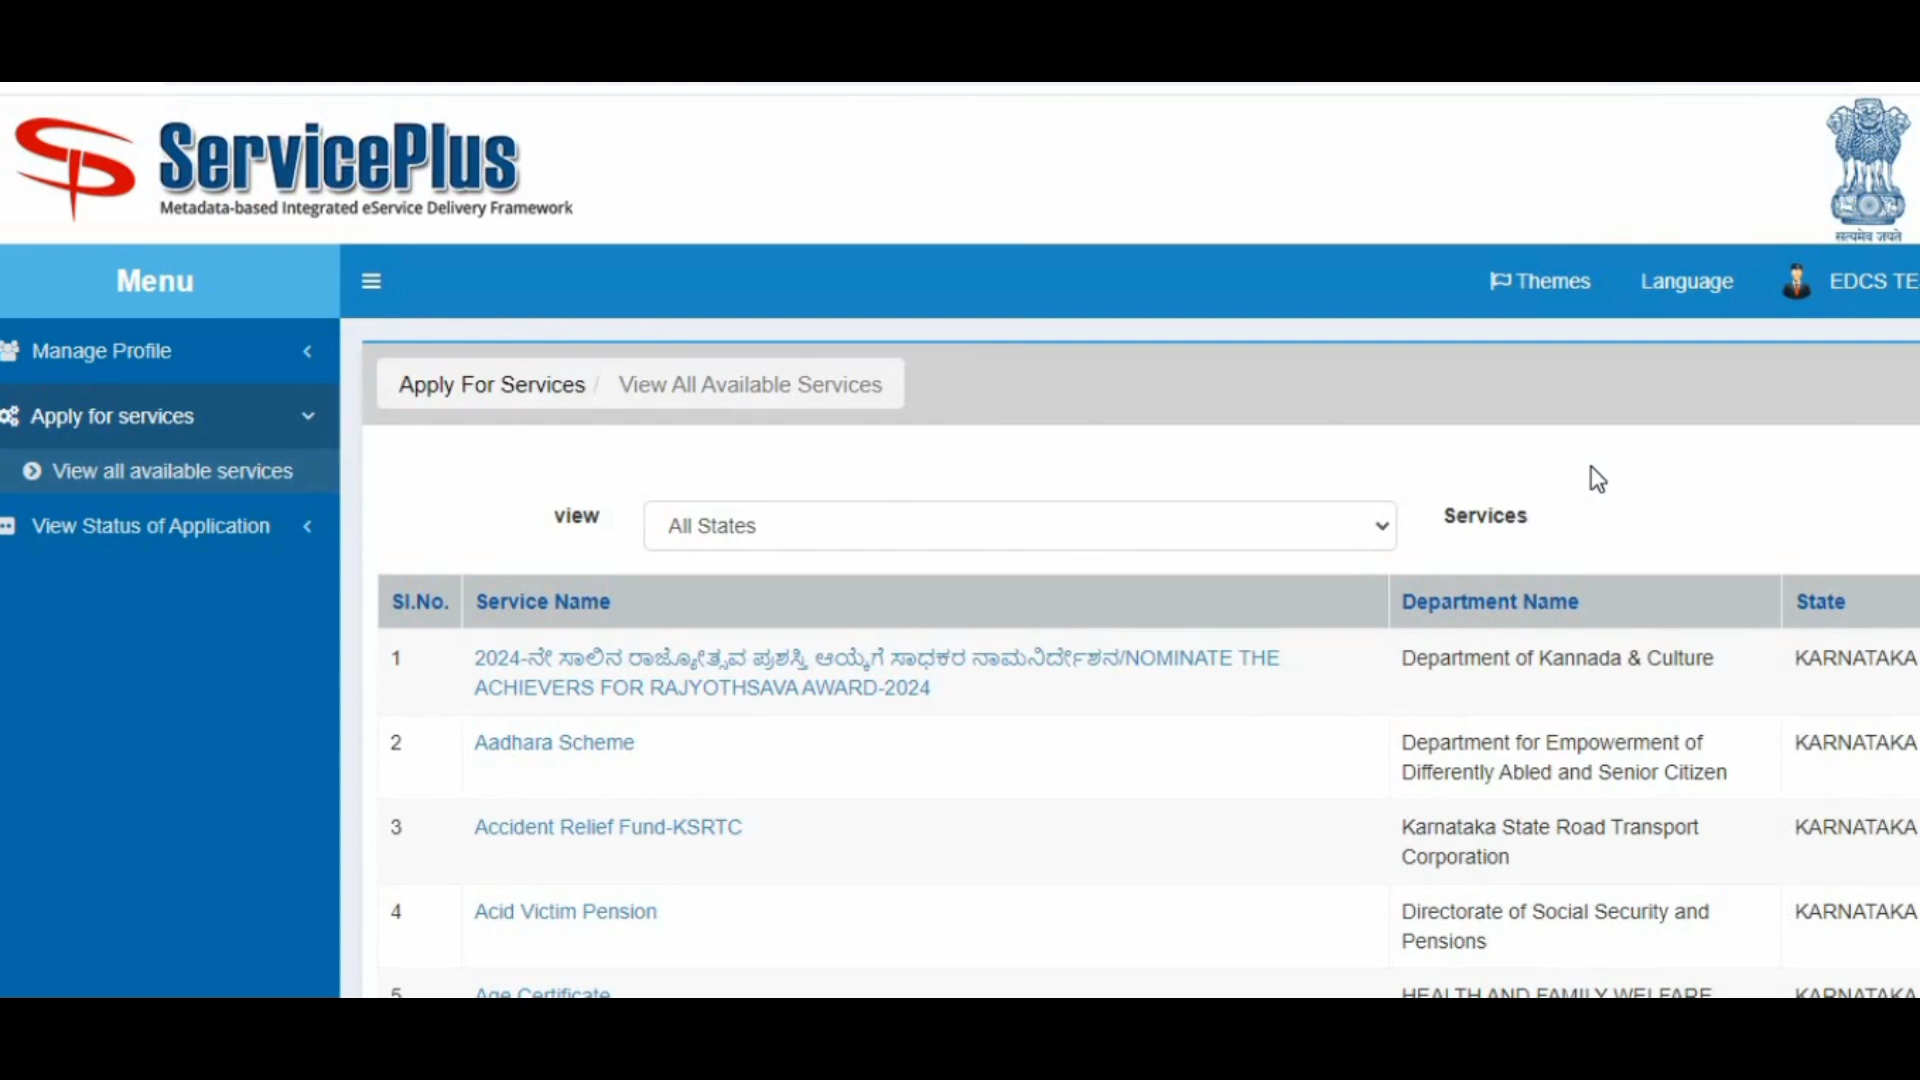 ServicePlus
Metadata-based Integrated eService Delivery Framework
सत्यमेव जयते
Menu
Themes
Language
EDCS TE
Manage Profile
Apply for services
View all available services
View Status of Application
Apply For Services / View All Available Services
view
All States
Services
Sl.No. Service Name Department Name State
1 2024-ನೇ ಸಾಲಿನ ರಾಜ್ಯೋತ್ಸವ ಪ್ರಶಸ್ತಿ ಆಯ್ಕೆಗೆ ಸಾಧಕರ ನಾಮನಿರ್ದೇಶನ/NOMINATE THE Department of Kannada & Culture KARNATAKA
ACHIEVERS FOR RAJYOTHSAVA AWARD-2024
2 Aadhara Scheme Department for Empowerment of KARNATAKA
Differently Abled and Senior Citizen
3 Accident Relief Fund-KSRTC Karnataka State Road Transport KARNATAKA
Corporation
4 Acid Victim Pension Directorate of Social Security and KARNATAKA
Pensions
5 Age Certificate HEALTH AND FAMILY WELFARE KARNATAKA